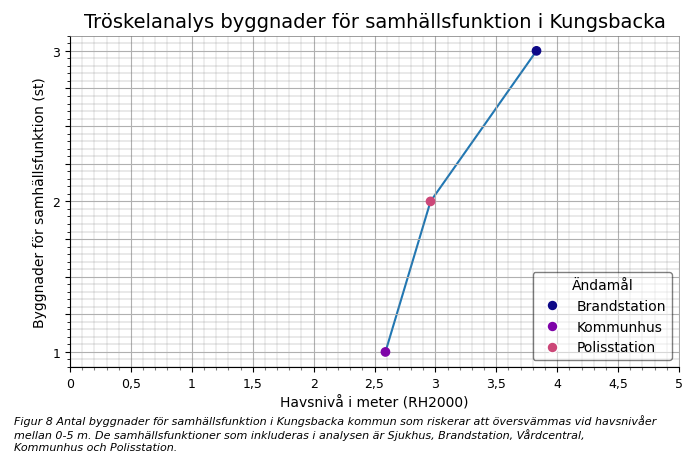 Tröskelanalys byggnader för samhällsfunktion i Kungsbacka
Byggnader för samhällsfunktion (st)
3
2
1
0 0,5 1 1,5 2 2,5 3 3,5 4 4,5 5
Havsnivå i meter (RH2000)
Ändamål
Brandstation
Kommunhus
Polisstation
Figur 8 Antal byggnader för samhällsfunktion i Kungsbacka kommun som riskerar att översvämmas vid havsnivåer
mellan 0-5 m. De samhällsfunktioner som inkluderas i analysen är Sjukhus, Brandstation, Vårdcentral,
Kommunhus och Polisstation.